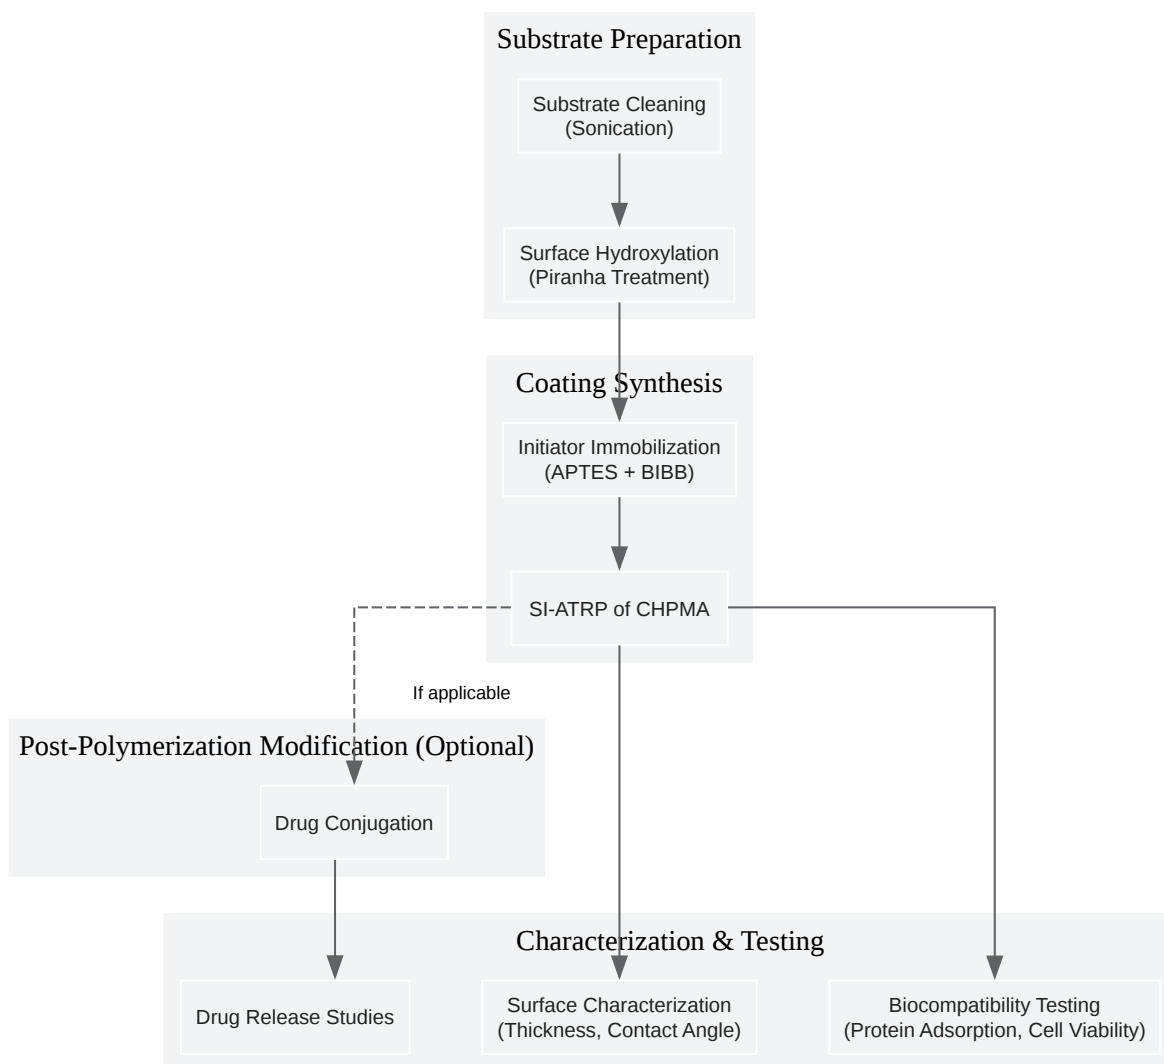 Substrate Preparation
Substrate Cleaning
(Sonication)
Surface Hydroxylation
(Piranha Treatment)
Coating Synthesis
Initiator Immobilization
(APTES + BIBB)
SI-ATRP of CHPMA
If applicable
Post-Polymerization Modification (Optional)
Drug Conjugation
Characterization & Testing
Drug Release Studies
Surface Characterization
(Thickness, Contact Angle)
Biocompatibility Testing
(Protein Adsorption, Cell Viability)